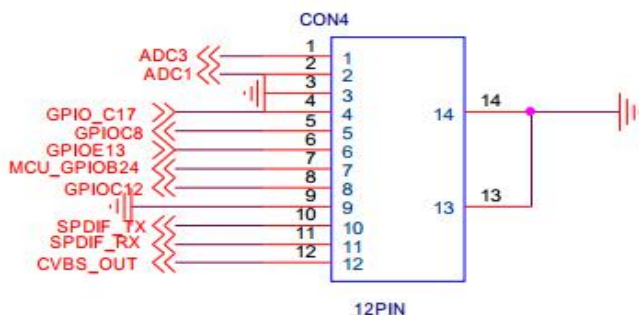 CON4
ADC3 1 1
ADC1 2 2
3 3
GPIO_C17 4 4 14 14
GPIOC8 5 5
GPIOE13 6 6
MCU_GPIOB24 7 7
GPIOC12 8 8
9 9 13 13
SPDIF_TX 10 10
SPDIF_RX 11 11
CVBS_OUT 12 12
12PIN